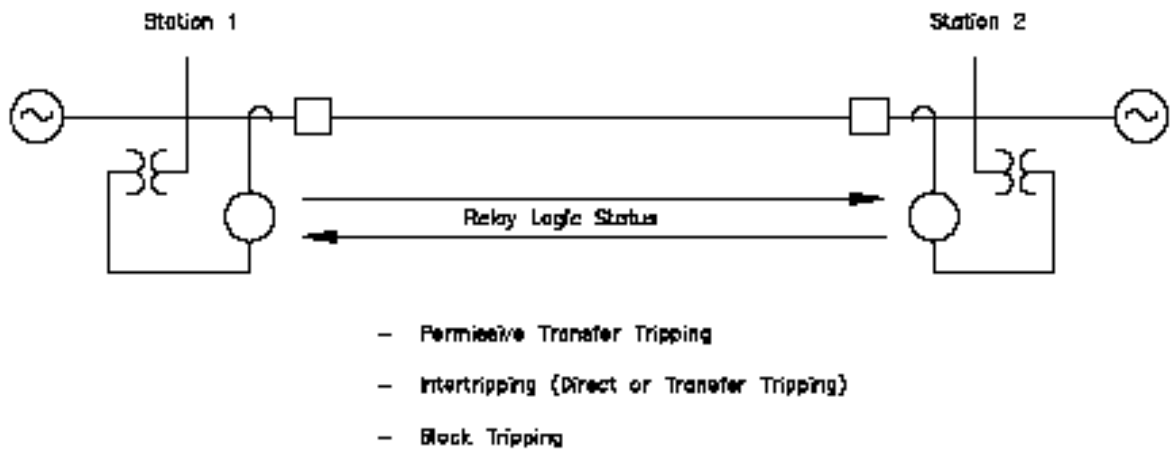 Station 1
Station 2
Relay Logic Status
- Permissive Transfer Tripping
- Intertripping (Direct or Transfer Tripping)
- Block Tripping